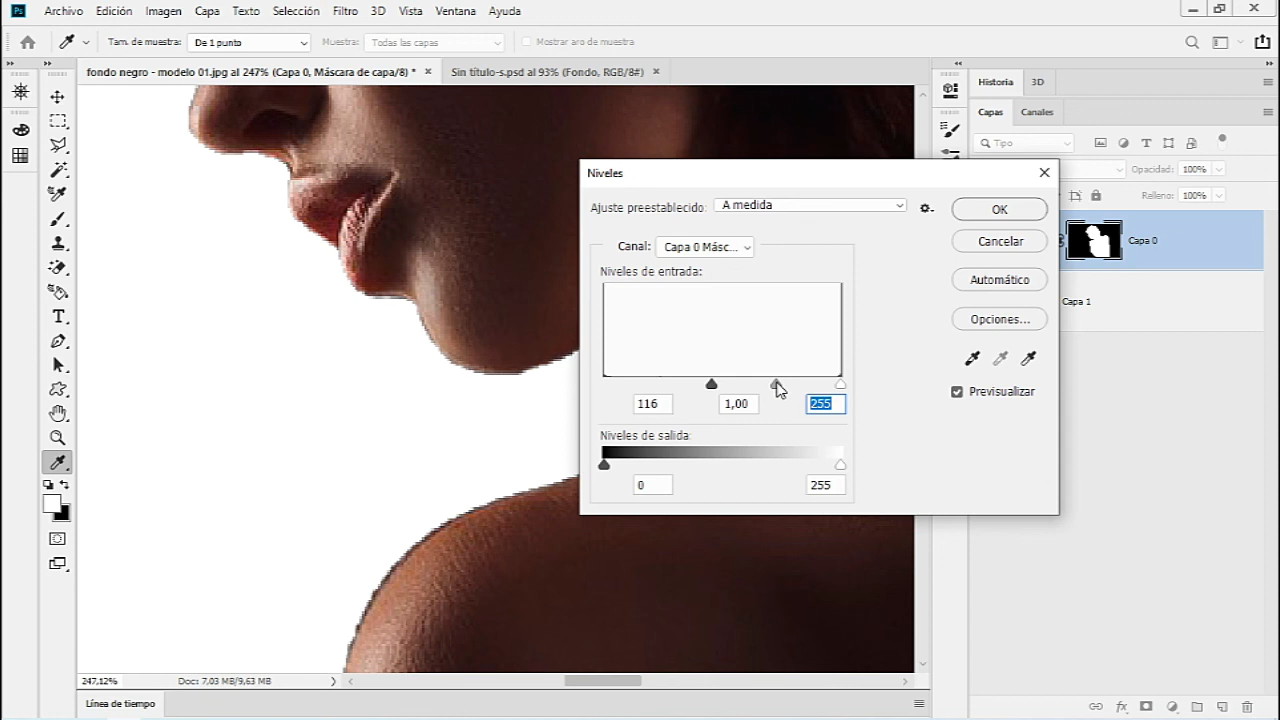 Ps Archivo Edición Imagen Capa Texto Selección Filtro 3D Vista Ventana Ayuda
Tam. de muestra: De 1 punto Muestra: Todas las capas Mostrar aro de muestra
fondo negro - modelo 01.jpg al 247% (Capa 0, Máscara de capa/8) * Sin título-s.psd al 93% (Fondo, RGB/8#)
Historia 3D
Capas Canales
Tipo
Opacidad: 100%
Relleno: 100%
Capa 0
Capa 1
Niveles
Ajuste preestablecido: A medida
OK
Canal: Capa 0 Másc...
Cancelar
Niveles de entrada:
Automático
Opciones...
Previsualizar
116 1,00 255
Niveles de salida:
0 255
247,12% Doc: 7,03 MB/9,63 MB
Línea de tiempo